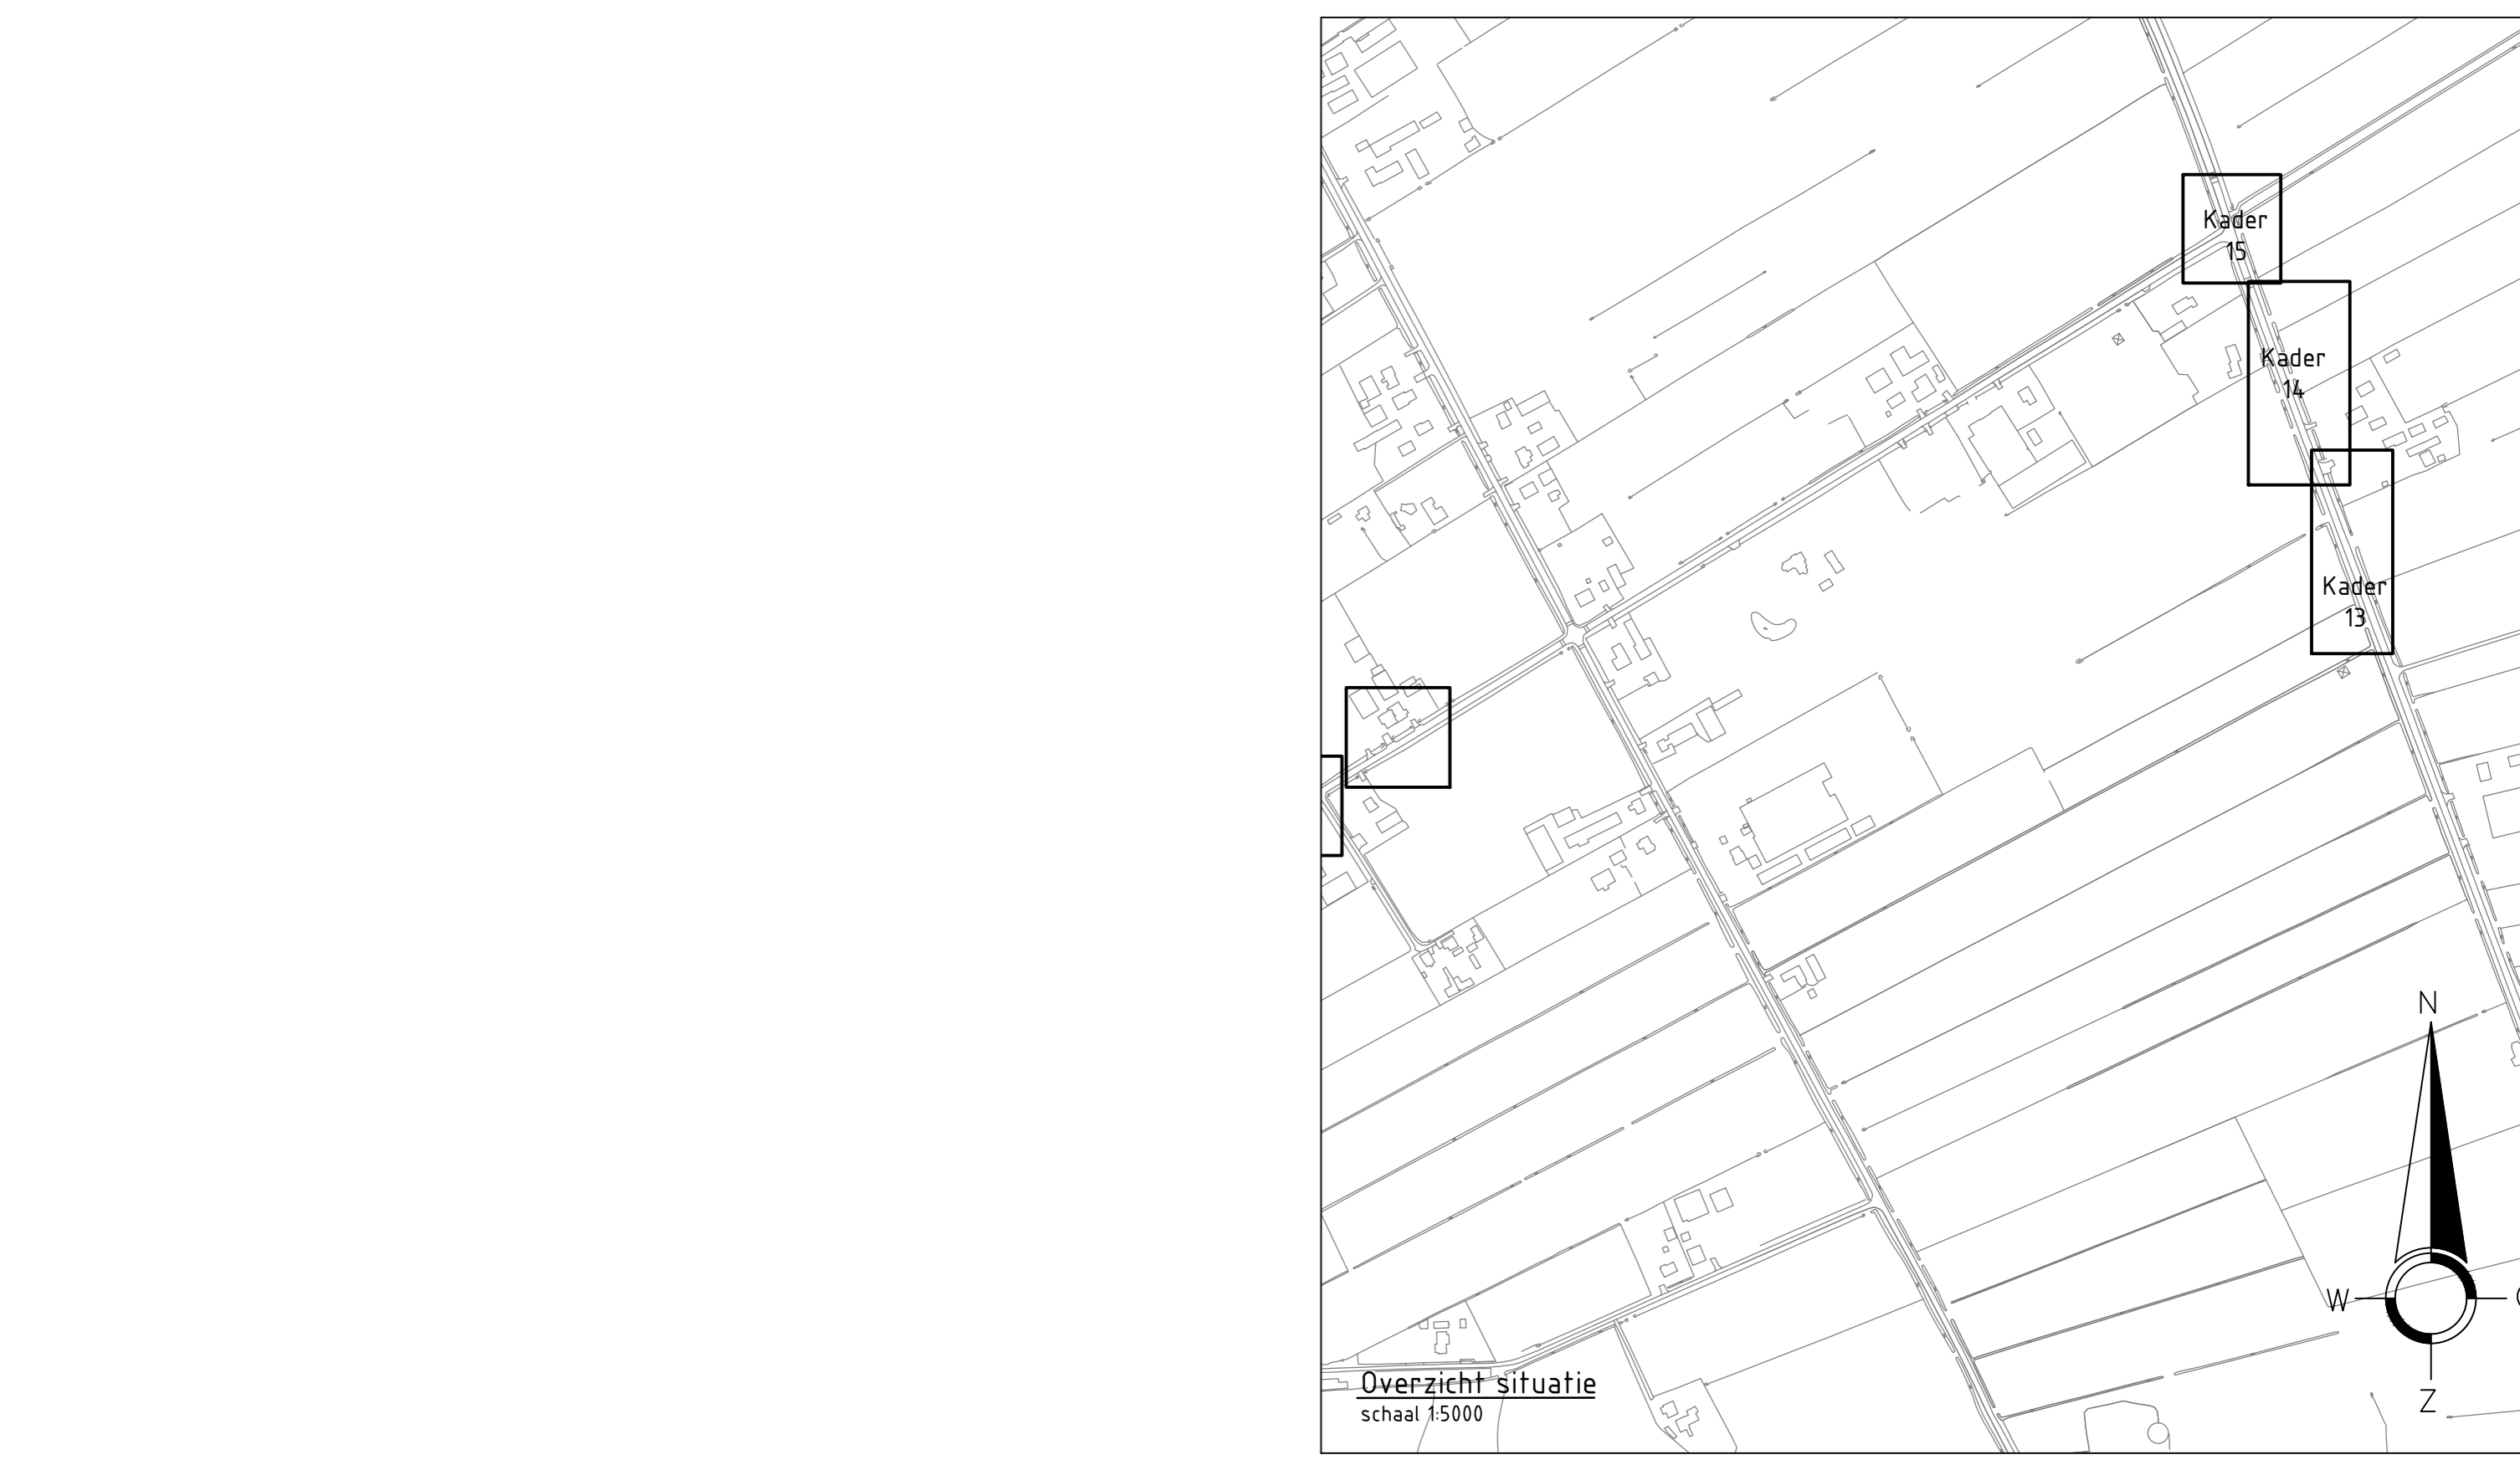 Kader
15
Kader
14
Kader
13
N
W
Z
Overzicht situatie
schaal 1:5000